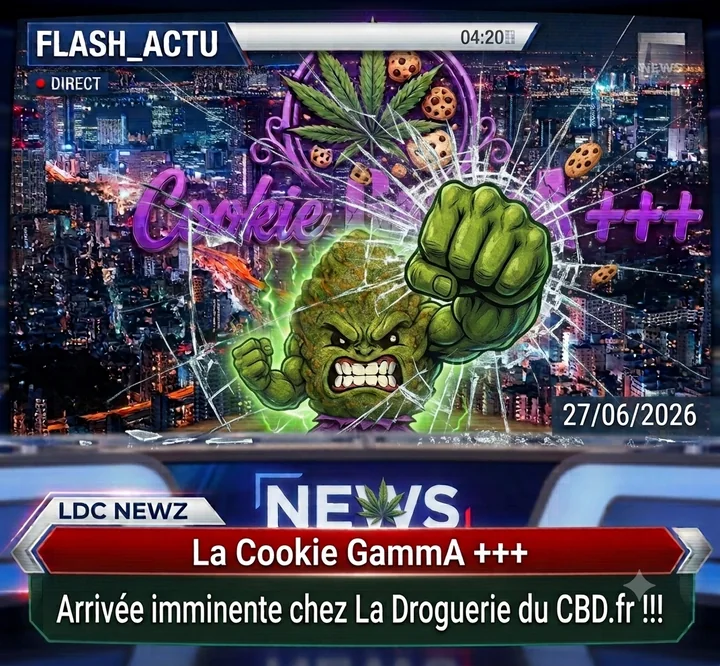 FLASH_ACTU
04:20
DIRECT
NEWS
Cookie G A +++
27/06/2026
NEWS
LDC NEWZ
La Cookie GammA +++
Arrivée imminente chez La Droguerie du CBD.fr !!!